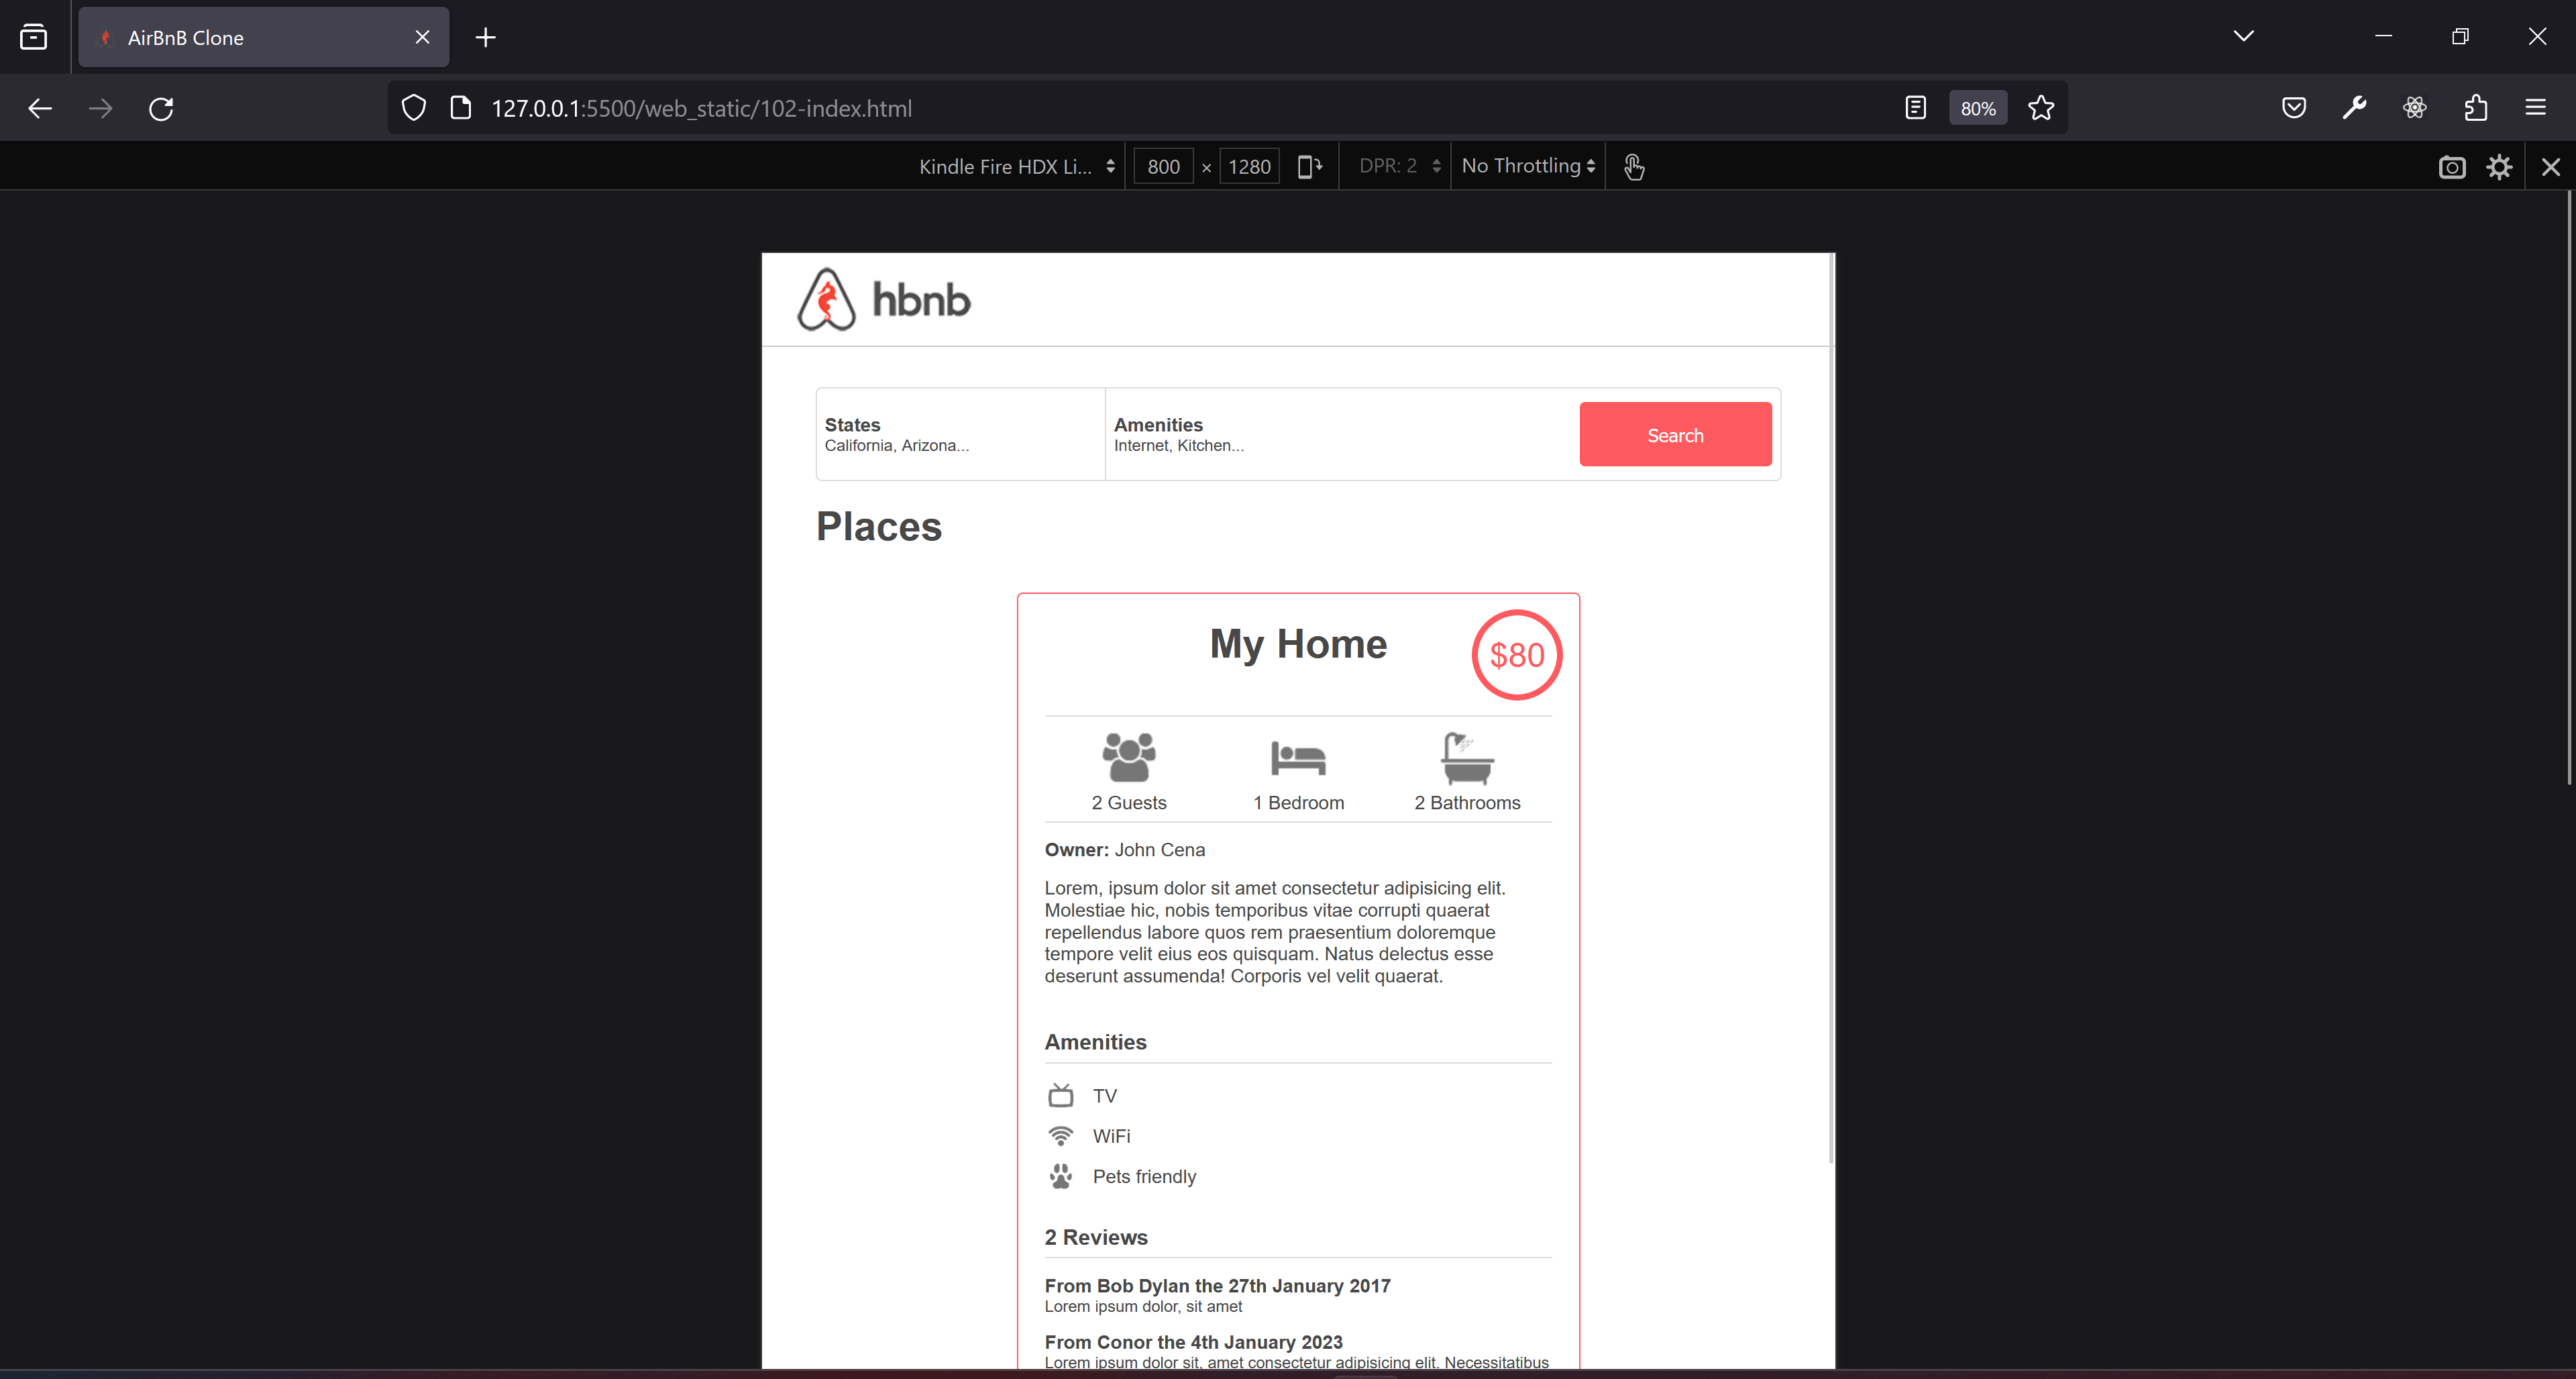 AirBnB Clone
127.0.0.1:5500/web_static/102-index.html
80%
Kindle Fire HDX Li... 800 × 1280 DPR: 2 No Throttling
hbnb
States
California, Arizona...
Amenities
Internet, Kitchen...
Search
Places
My Home
$80
2 Guests 1 Bedroom 2 Bathrooms
Owner: John Cena
Lorem, ipsum dolor sit amet consectetur adipisicing elit.
Molestiae hic, nobis temporibus vitae corrupti quaerat
repellendus labore quos rem praesentium doloremque
tempore velit eius eos quisquam. Natus delectus esse
deserunt assumenda! Corporis vel velit quaerat.
Amenities
TV
WiFi
Pets friendly
2 Reviews
From Bob Dylan the 27th January 2017
Lorem ipsum dolor, sit amet
From Conor the 4th January 2023
Lorem ipsum dolor sit, amet consectetur adipisicing elit. Necessitatibus